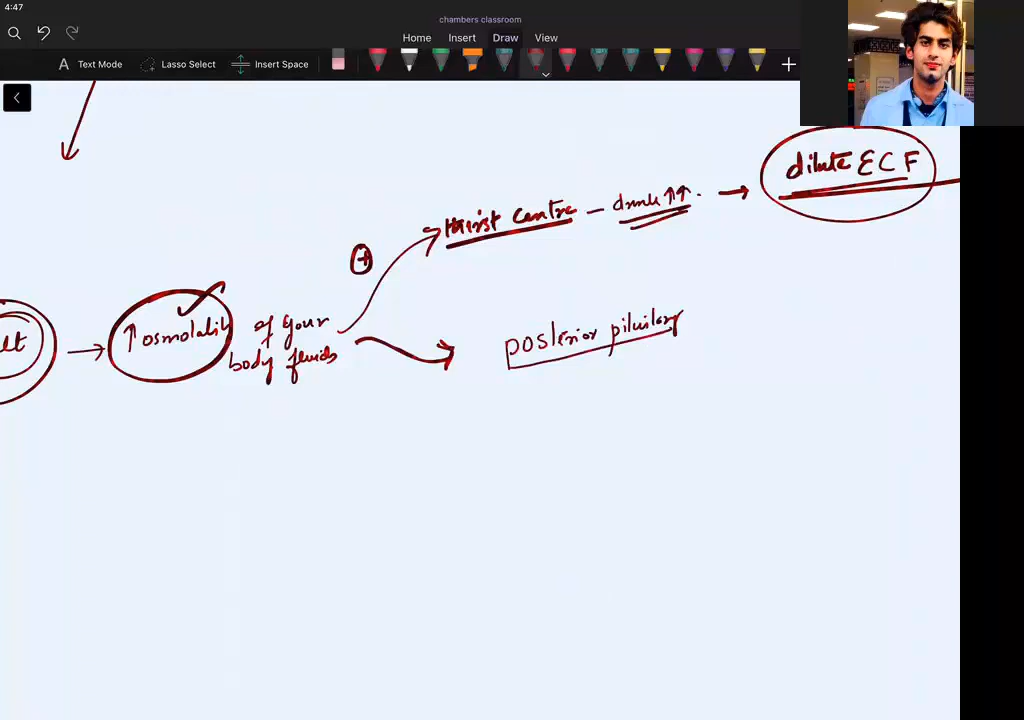 4:47
chambers classroom
Home Insert Draw View
A Text Mode Lasso Select Insert Space
dilute ECF
thirst centre – drink ↑↑. →
+
↑ osmolality of your
body fluids
posterior pituitary